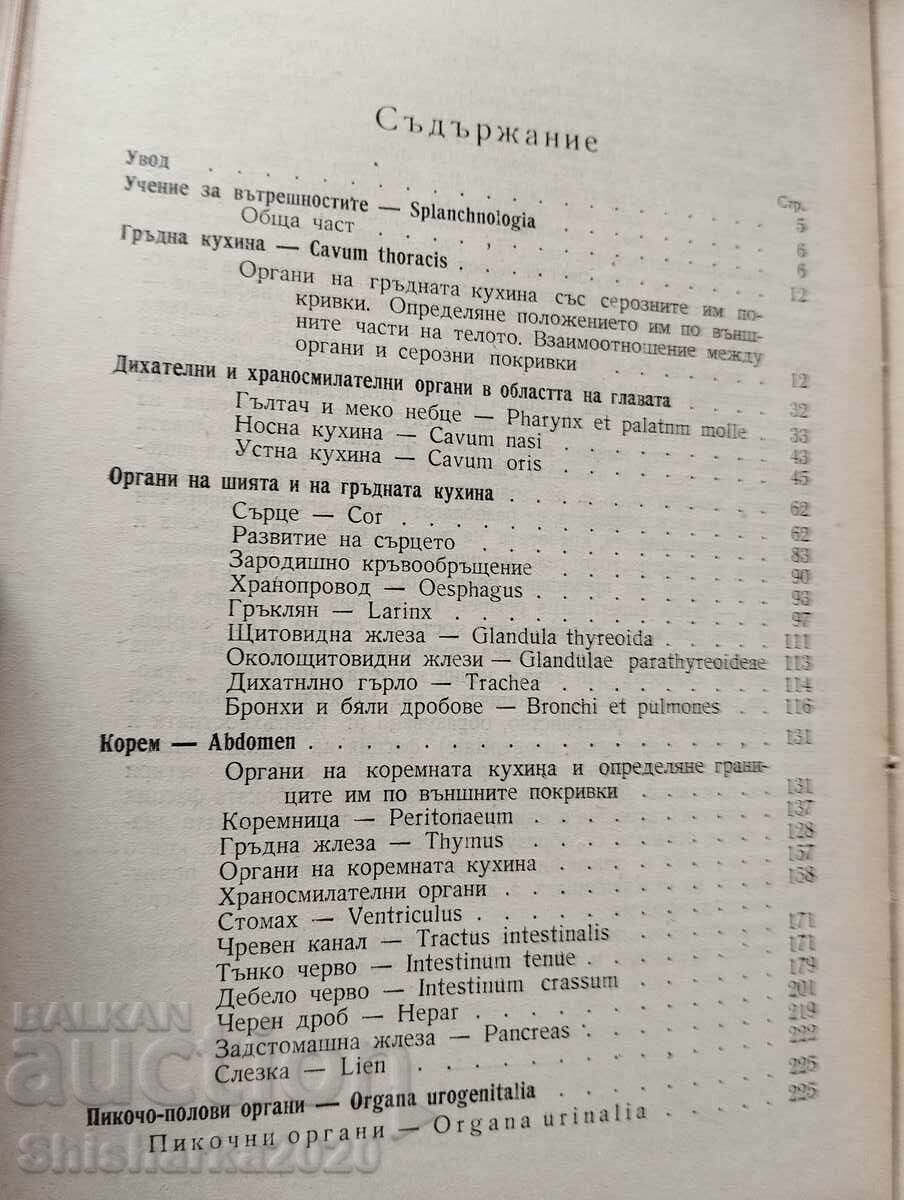 Съдържание
Стр.
Увод . . . . . . . . . . 5
Учение за вътрешностите — Splanchnologia . . . . . 6
Обща част . . . . . . . . . 6
Гръдна кухина — Cavum thoracis . . . . . . . 12
Органи на гръдната кухина със серозните им по-
кривки. Определяне положението им по външ-
ните части на телото. Взаимоотношение между
органи и серозни покривки . . . . . . 12
Дихателни и храносмилателни органи в областта на главата . . . 32
Гълтач и меко небце — Pharynx et palatnm molle . 33
Носна кухина — Cavum nasi . . . . . . 43
Устна кухина — Cavum oris . . . . . . 45
Органи на шията и на гръдната кухина . . . . . . 62
Сърце — Cor . . . . . . . . . 62
Развитие на сърцето . . . . . . . 83
Зародишно кръвообръщение . . . . . . 90
Хранопровод — Oesphagus . . . . . . 93
Гръклян — Larinx . . . . . . . . 97
Щитовидна жлеза — Glandula thyreoida . . . . 111
Околощитовидни жлези — Glandulae parathyreoideae 113
Дихатнлно гърло — Trachea . . . . . . 114
Бронхи и бяли дробове — Bronchi et pulmones . . 116
Корем — Abdomen . . . . . . . . . . 131
Органи на коремната кухица и определяне грани-
ците им по външните покривки . . . . . 131
Коремница — Peritonaeum . . . . . . 137
Гръдна жлеза — Thymus . . . . . . . 128
Органи на коремната кухина . . . . . . 157
Храносмилателни органи . . . . . . . 158
Стомах — Ventriculus . . . . . . . .
Чревен канал — Tractus intestinalis . . . . 171
Тънко черво — Intestinum tenue . . . . . 171
Дебело черво — Intestinum crassum . . . . 179
Черен дроб — Hepar . . . . . . . . 201
Задстомашна жлеза — Pancreas . . . . . 219
Слезка — Lien . . . . . . . . . 222
Пикочо-полови органи — Organa urogenitalia . . . . . 225
Пикочни органи — Organa urinalia . . . . 225
BALKAN
auction
Shisharka2020